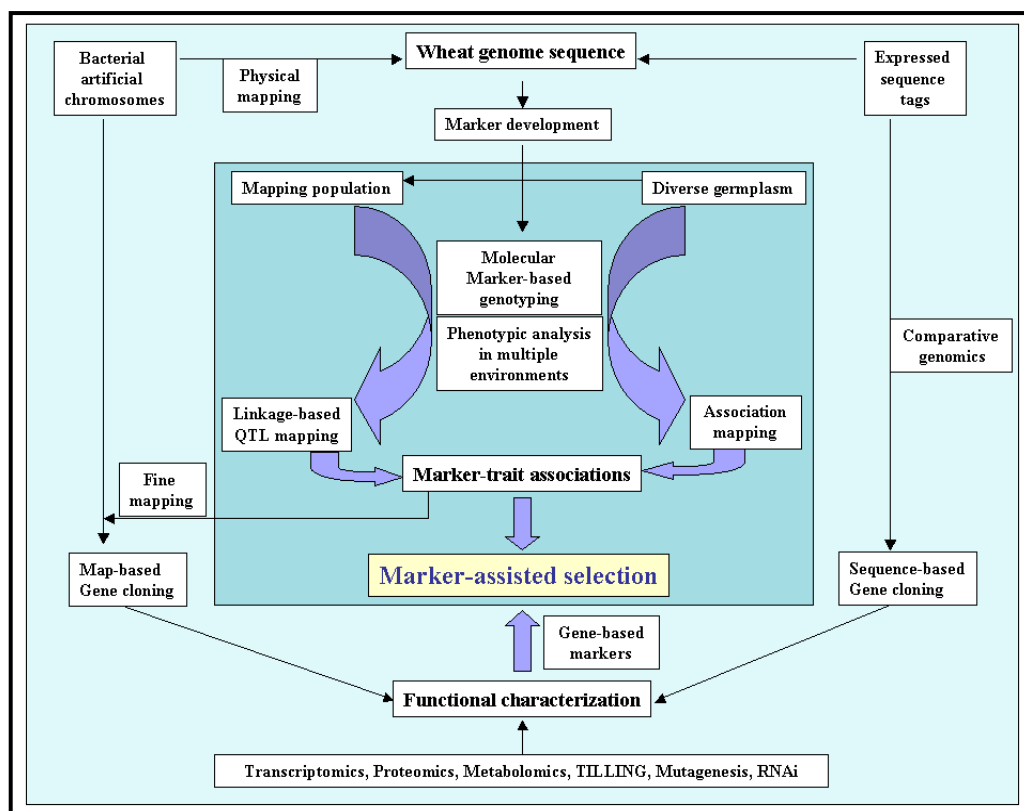 Bacterial
artificial
chromosomes
Physical
mapping
Wheat genome sequence
Expressed
sequence
tags
Marker development
Mapping population
Diverse germplasm
Molecular
Marker-based
genotyping
Phenotypic analysis
in multiple
environments
Comparative
genomics
Linkage-based
QTL mapping
Association
mapping
Marker-trait associations
Fine
mapping
Map-based
Gene cloning
Marker-assisted selection
Sequence-based
Gene cloning
Gene-based
markers
Functional characterization
Transcriptomics, Proteomics, Metabolomics, TILLING, Mutagenesis, RNAi